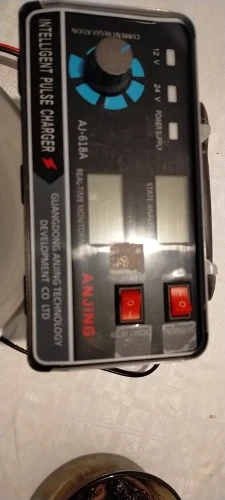 CURRENT REGULATION
12 V
24 V
POWER SUPPLY
INTELLIGENT PULSE CHARGER
AJ-618A
REAL-TIME MONITOR
STATE ANALYSIS
ANJING
GUANGDONG ANJING TECHNOLOGY
DEVELOPMENT CO LTD